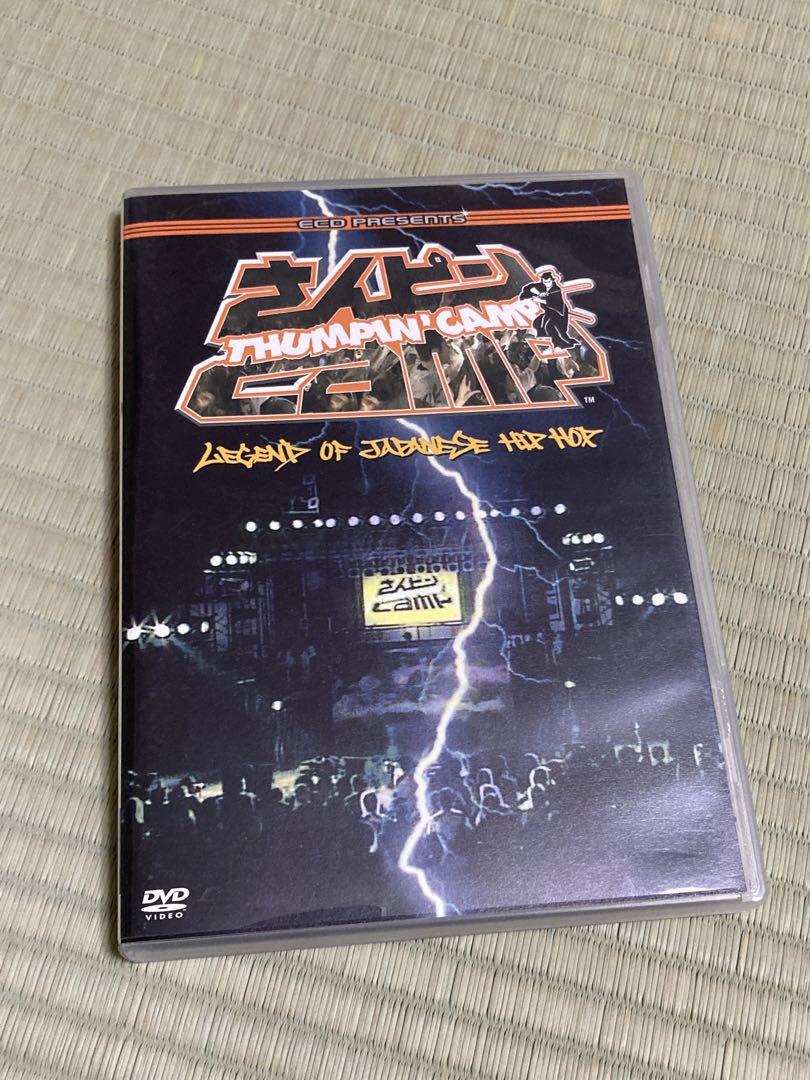 ECD PRESENTS
さんピン
THUMPIN' CAMP
camp
TM
LEGEND OF JAPANESE HIP HOP
さんピン
camp
DVD
VIDEO